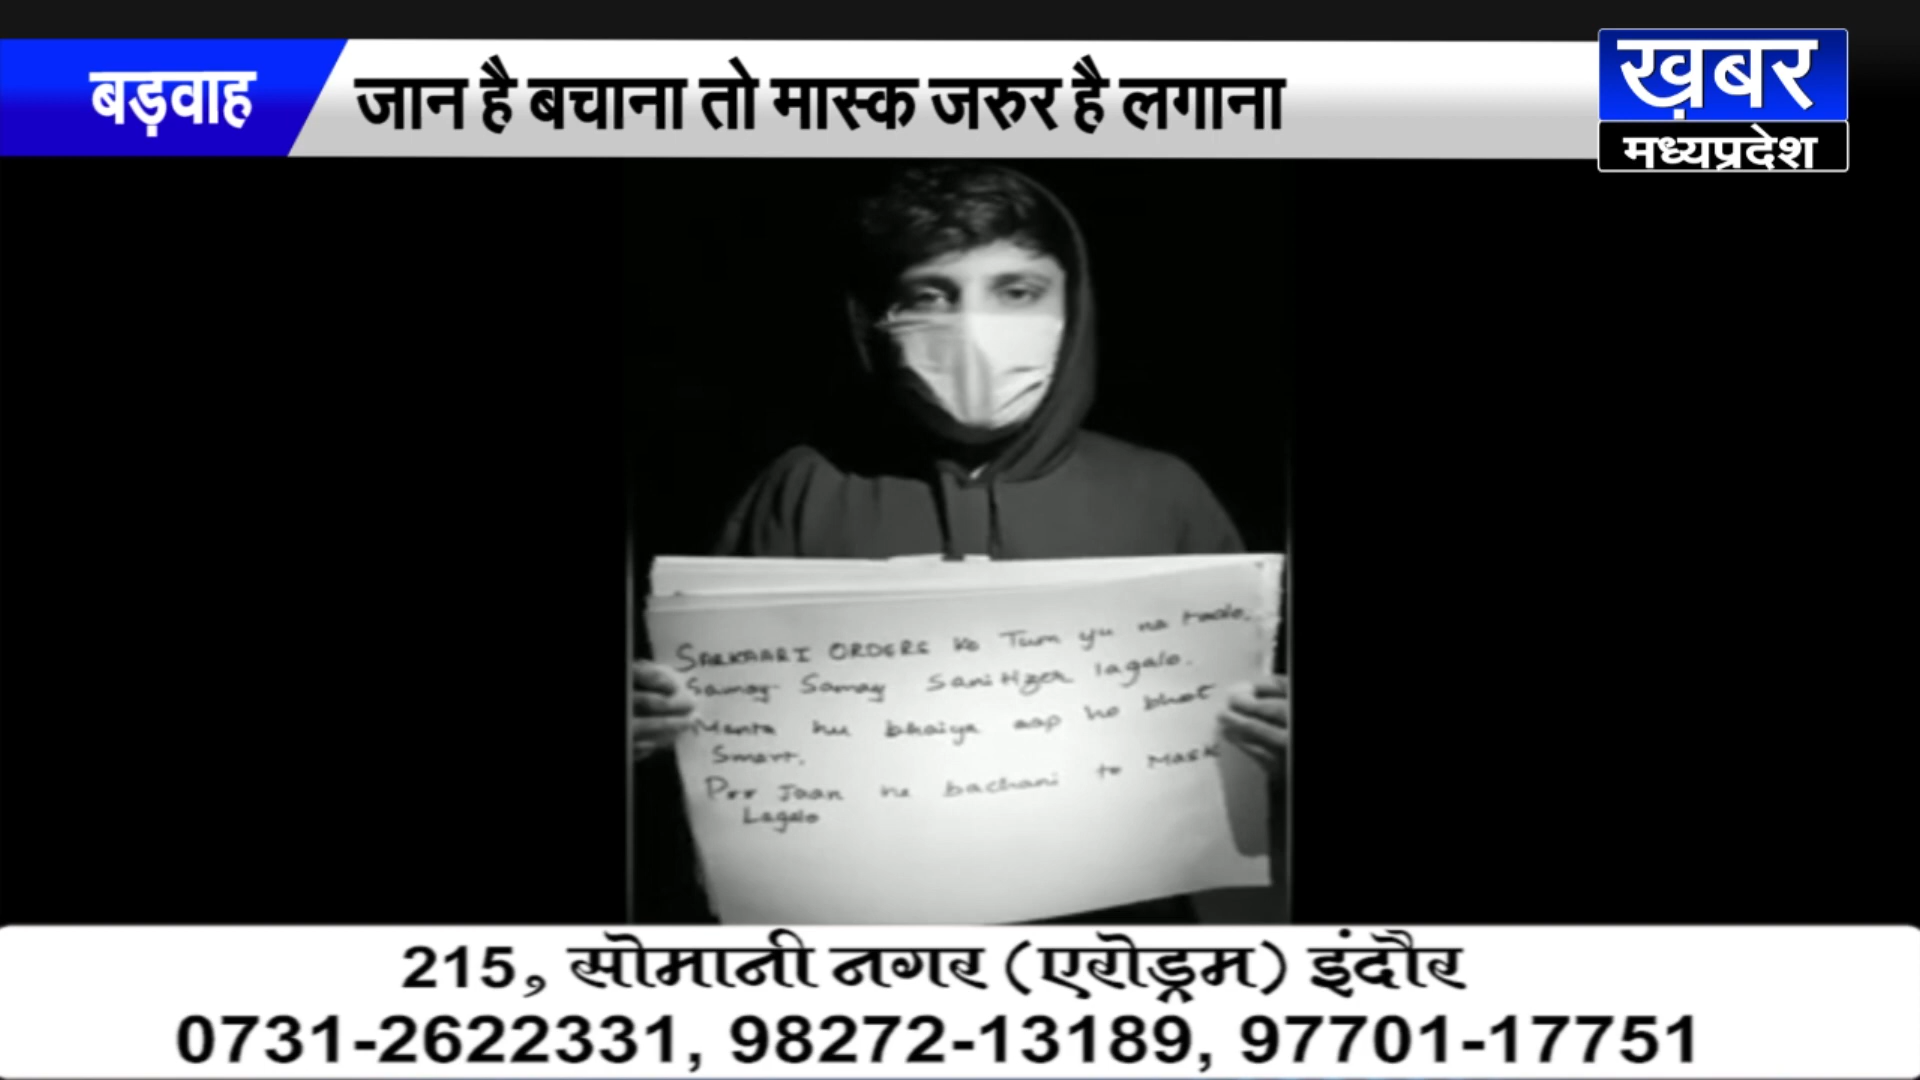 बड़वाह
जान है बचाना तो मास्क जरुर है लगाना
ख़बर
मध्यप्रदेश
SARKAARI ORDERS ko Tum yu na taalo.
Samay Samay Sanitizer lagalo.
Manta hu bhaiya aap ho bhot
Smart.
Par Jaan he bachani to Mask
Lagalo
215, सोमानी नगर (एरोड्रम) इंदौर
0731-2622331, 98272-13189, 97701-17751